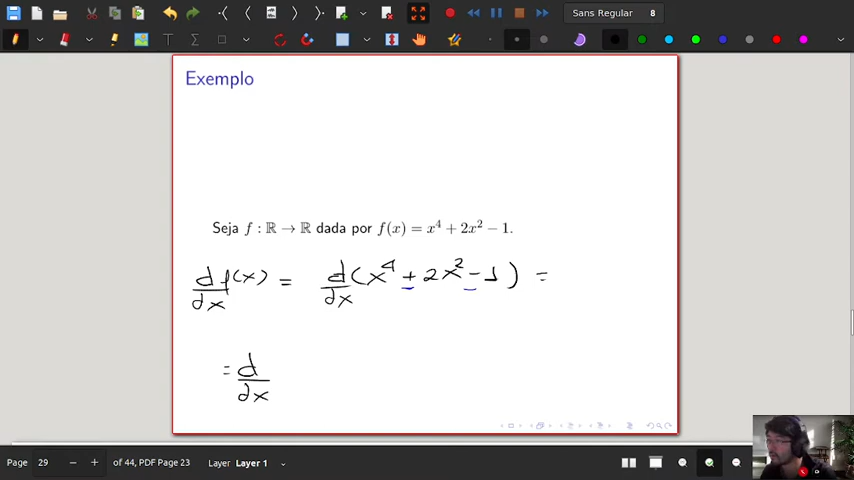 Sans Regular 8
Exemplo
Seja f : ℝ → ℝ dada por f(x) = x⁴ + 2x² − 1.
d/dx f(x) = d/dx (x⁴ + 2x² − 1) =
= d/dx
Page 29 of 44, PDF Page 23 Layer Layer 1